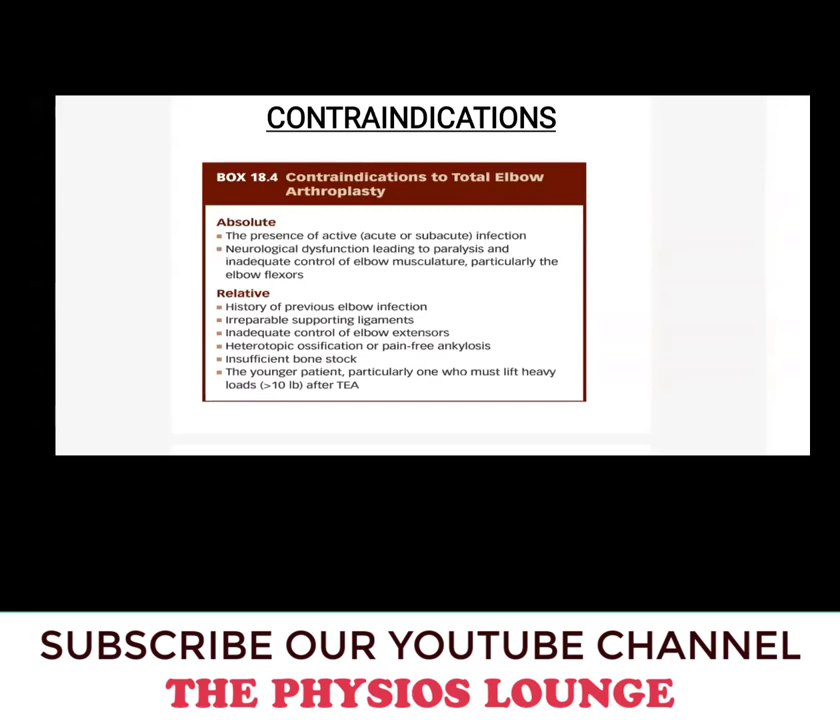 CONTRAINDICATIONS
BOX 18.4 Contraindications to Total Elbow
Arthroplasty
Absolute
▪ The presence of active (acute or subacute) infection
▪ Neurological dysfunction leading to paralysis and
inadequate control of elbow musculature, particularly the
elbow flexors
Relative
▪ History of previous elbow infection
▪ Irreparable supporting ligaments
▪ Inadequate control of elbow extensors
▪ Heterotopic ossification or pain-free ankylosis
▪ Insufficient bone stock
▪ The younger patient, particularly one who must lift heavy
loads (>10 lb) after TEA
SUBSCRIBE OUR YOUTUBE CHANNEL
THE PHYSIOS LOUNGE